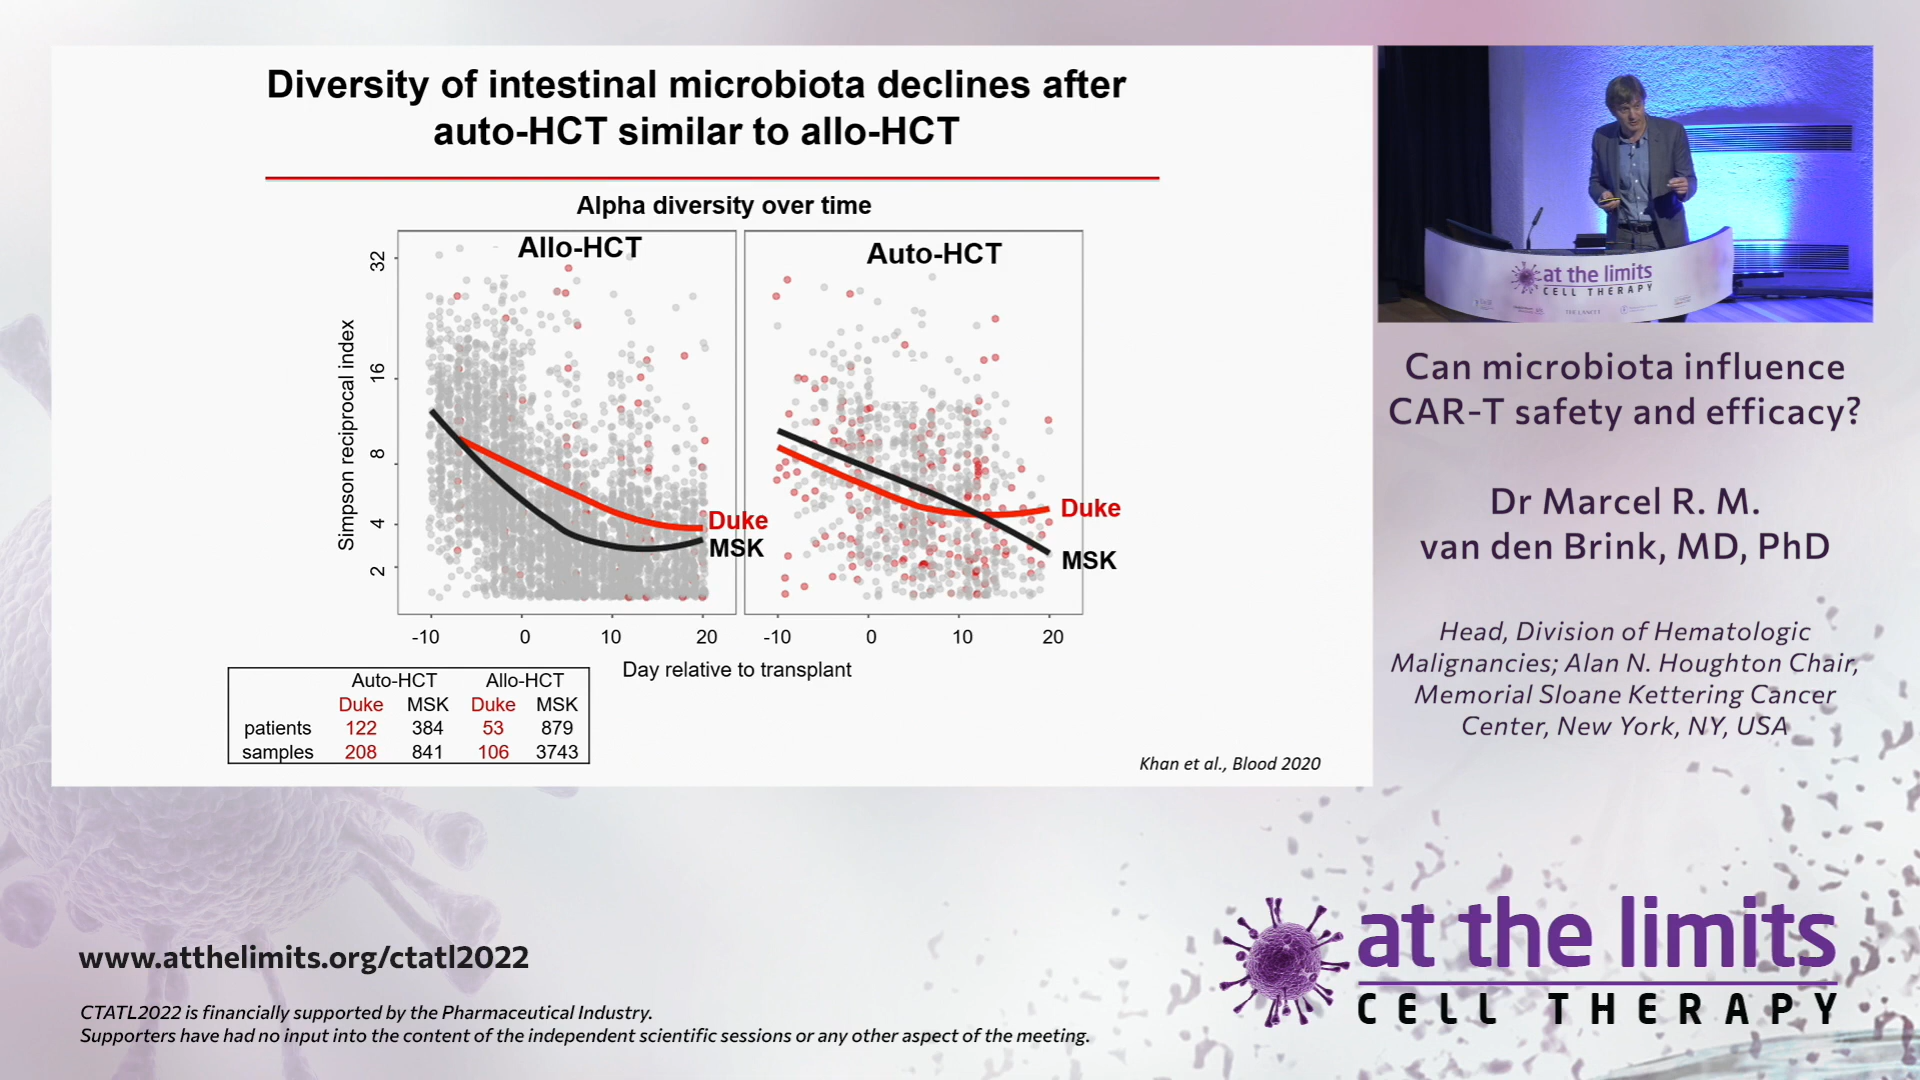 Diversity of intestinal microbiota declines after
auto-HCT similar to allo-HCT
Alpha diversity over time
Allo-HCT
Auto-HCT
Simpson reciprocal index
32
16
8
4
2
Duke
MSK
Duke
MSK
-10 0 10 20
-10 0 10 20
Day relative to transplant
Auto-HCT Allo-HCT
Duke MSK Duke MSK
patients 122 384 53 879
samples 208 841 106 3743
Khan et al., Blood 2020
at the limits
CELL THERAPY
THE LANCET
Can microbiota influence
CAR-T safety and efficacy?
Dr Marcel R. M.
van den Brink, MD, PhD
Head, Division of Hematologic
Malignancies; Alan N. Houghton Chair,
Memorial Sloane Kettering Cancer
Center, New York, NY, USA
www.atthelimits.org/ctatl2022
CTATL2022 is financially supported by the Pharmaceutical Industry.
Supporters have had no input into the content of the independent scientific sessions or any other aspect of the meeting.
at the limits
CELL THERAPY